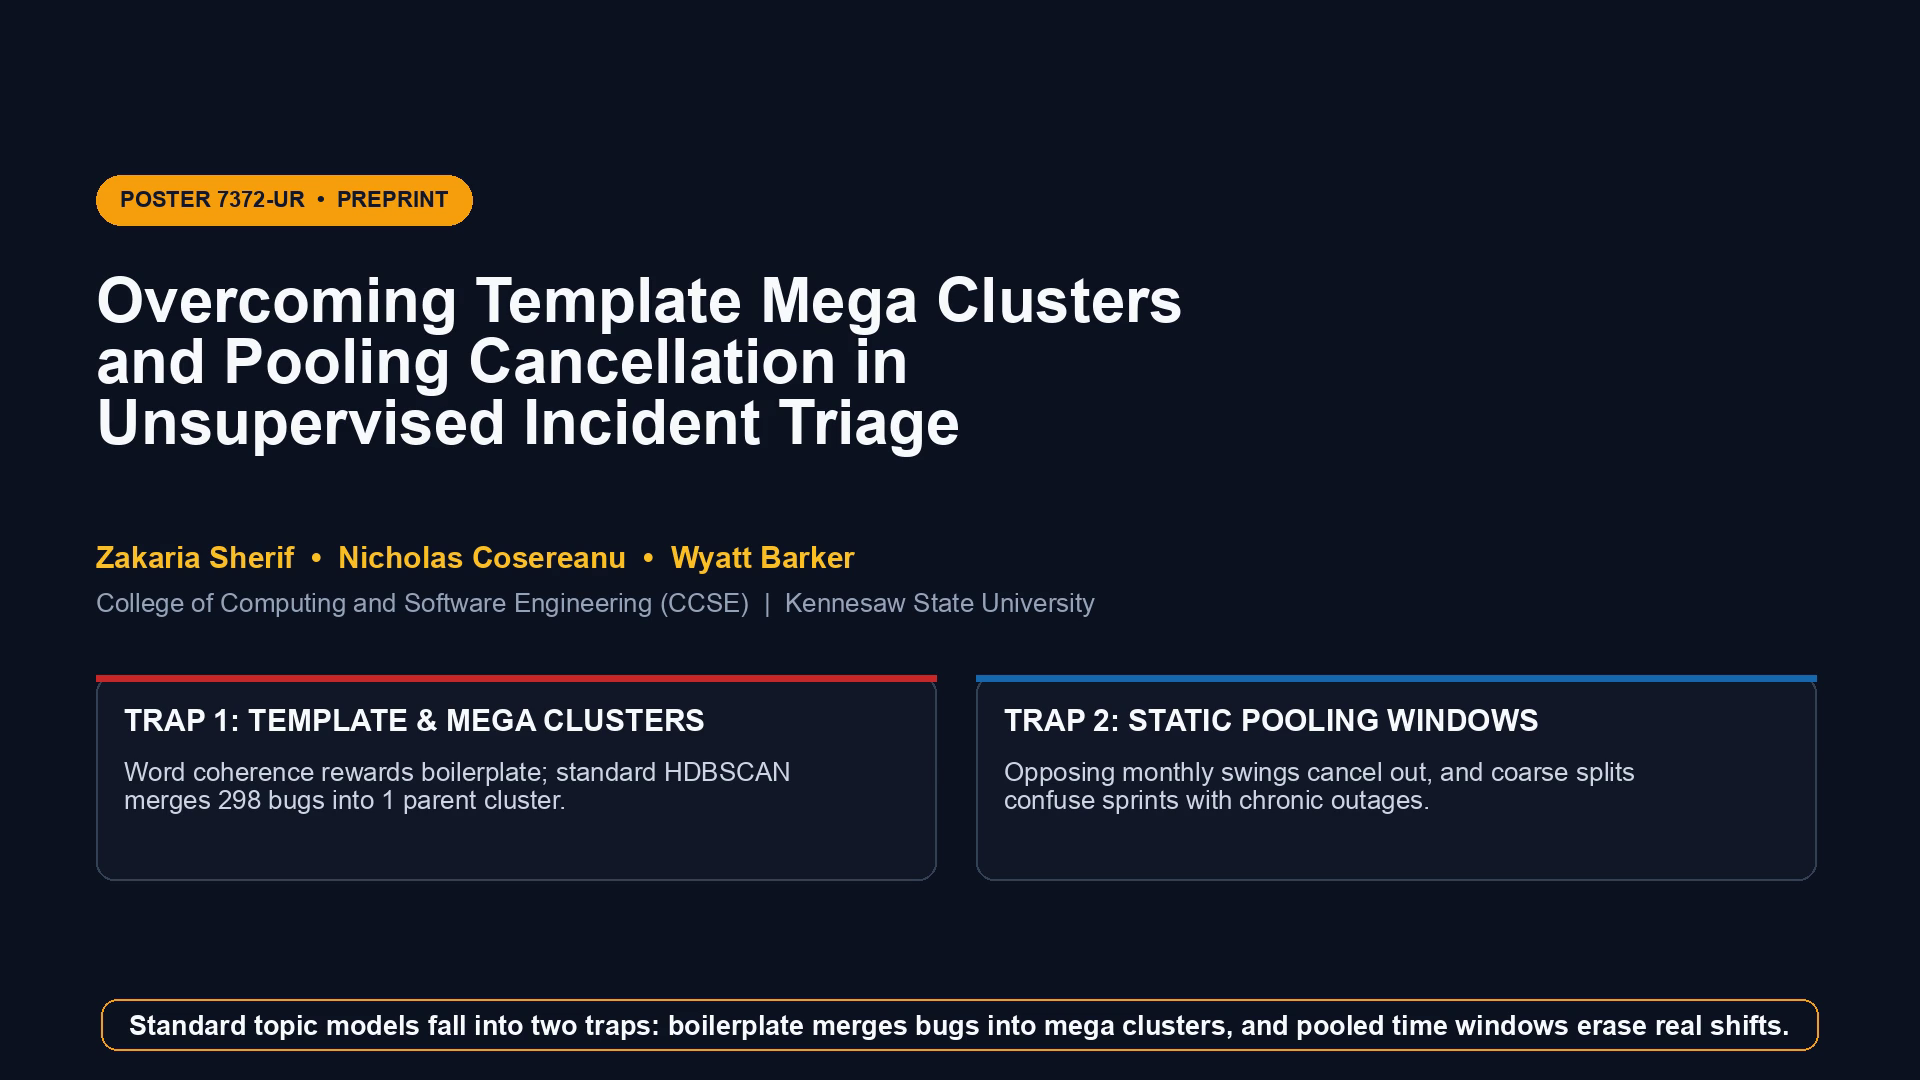 POSTER 7372-UR • PREPRINT
Overcoming Template Mega Clusters
and Pooling Cancellation in
Unsupervised Incident Triage
Zakaria Sherif • Nicholas Cosereanu • Wyatt Barker
College of Computing and Software Engineering (CCSE) | Kennesaw State University
TRAP 1: TEMPLATE & MEGA CLUSTERS
Word coherence rewards boilerplate; standard HDBSCAN
merges 298 bugs into 1 parent cluster.
TRAP 2: STATIC POOLING WINDOWS
Opposing monthly swings cancel out, and coarse splits
confuse sprints with chronic outages.
Standard topic models fall into two traps: boilerplate merges bugs into mega clusters, and pooled time windows erase real shifts.